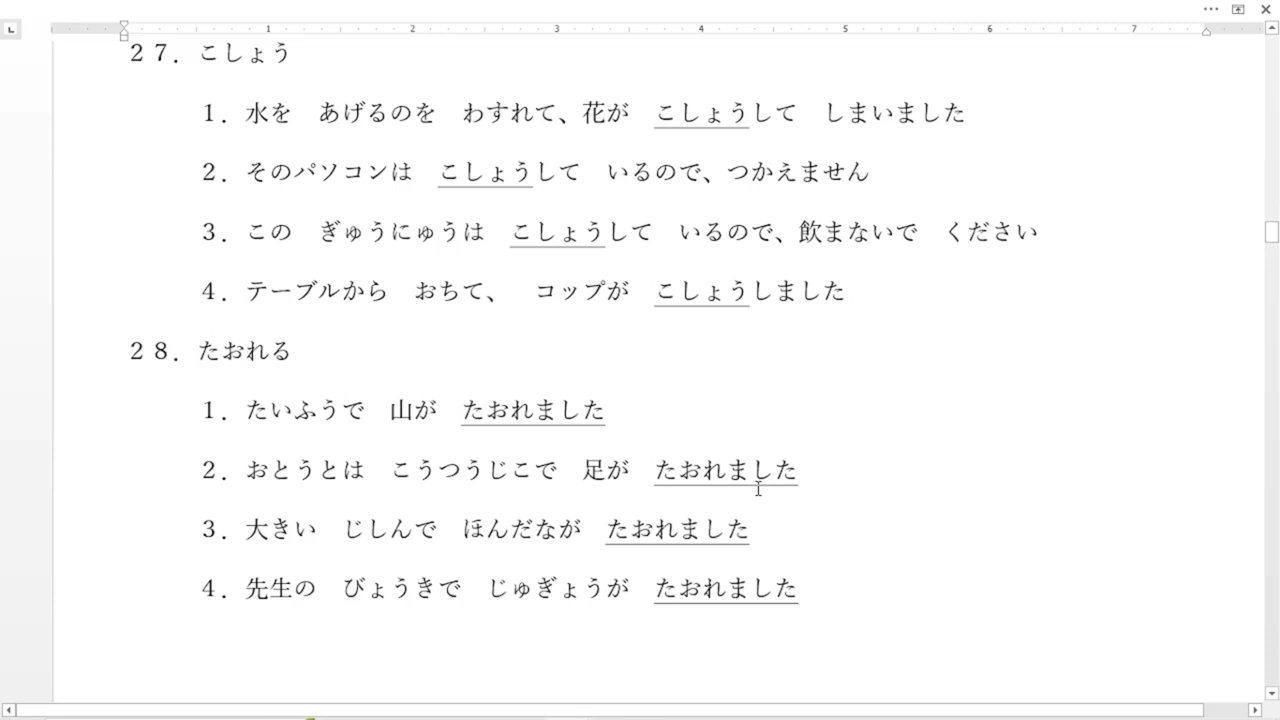 1 2 3 4 5 6 7
２７．こしょう
１．水を　あげるのを　わすれて、花が　こしょうして　しまいました
２．そのパソコンは　こしょうして　いるので、つかえません
３．この　ぎゅうにゅうは　こしょうして　いるので、飲まないで　ください
４．テーブルから　おちて、　コップが　こしょうしました
２８．たおれる
１．たいふうで　山が　たおれました
２．おとうとは　こうつうじこで　足が　たおれました
３．大きい　じしんで　ほんだなが　たおれました
４．先生の　びょうきで　じゅぎょうが　たおれました